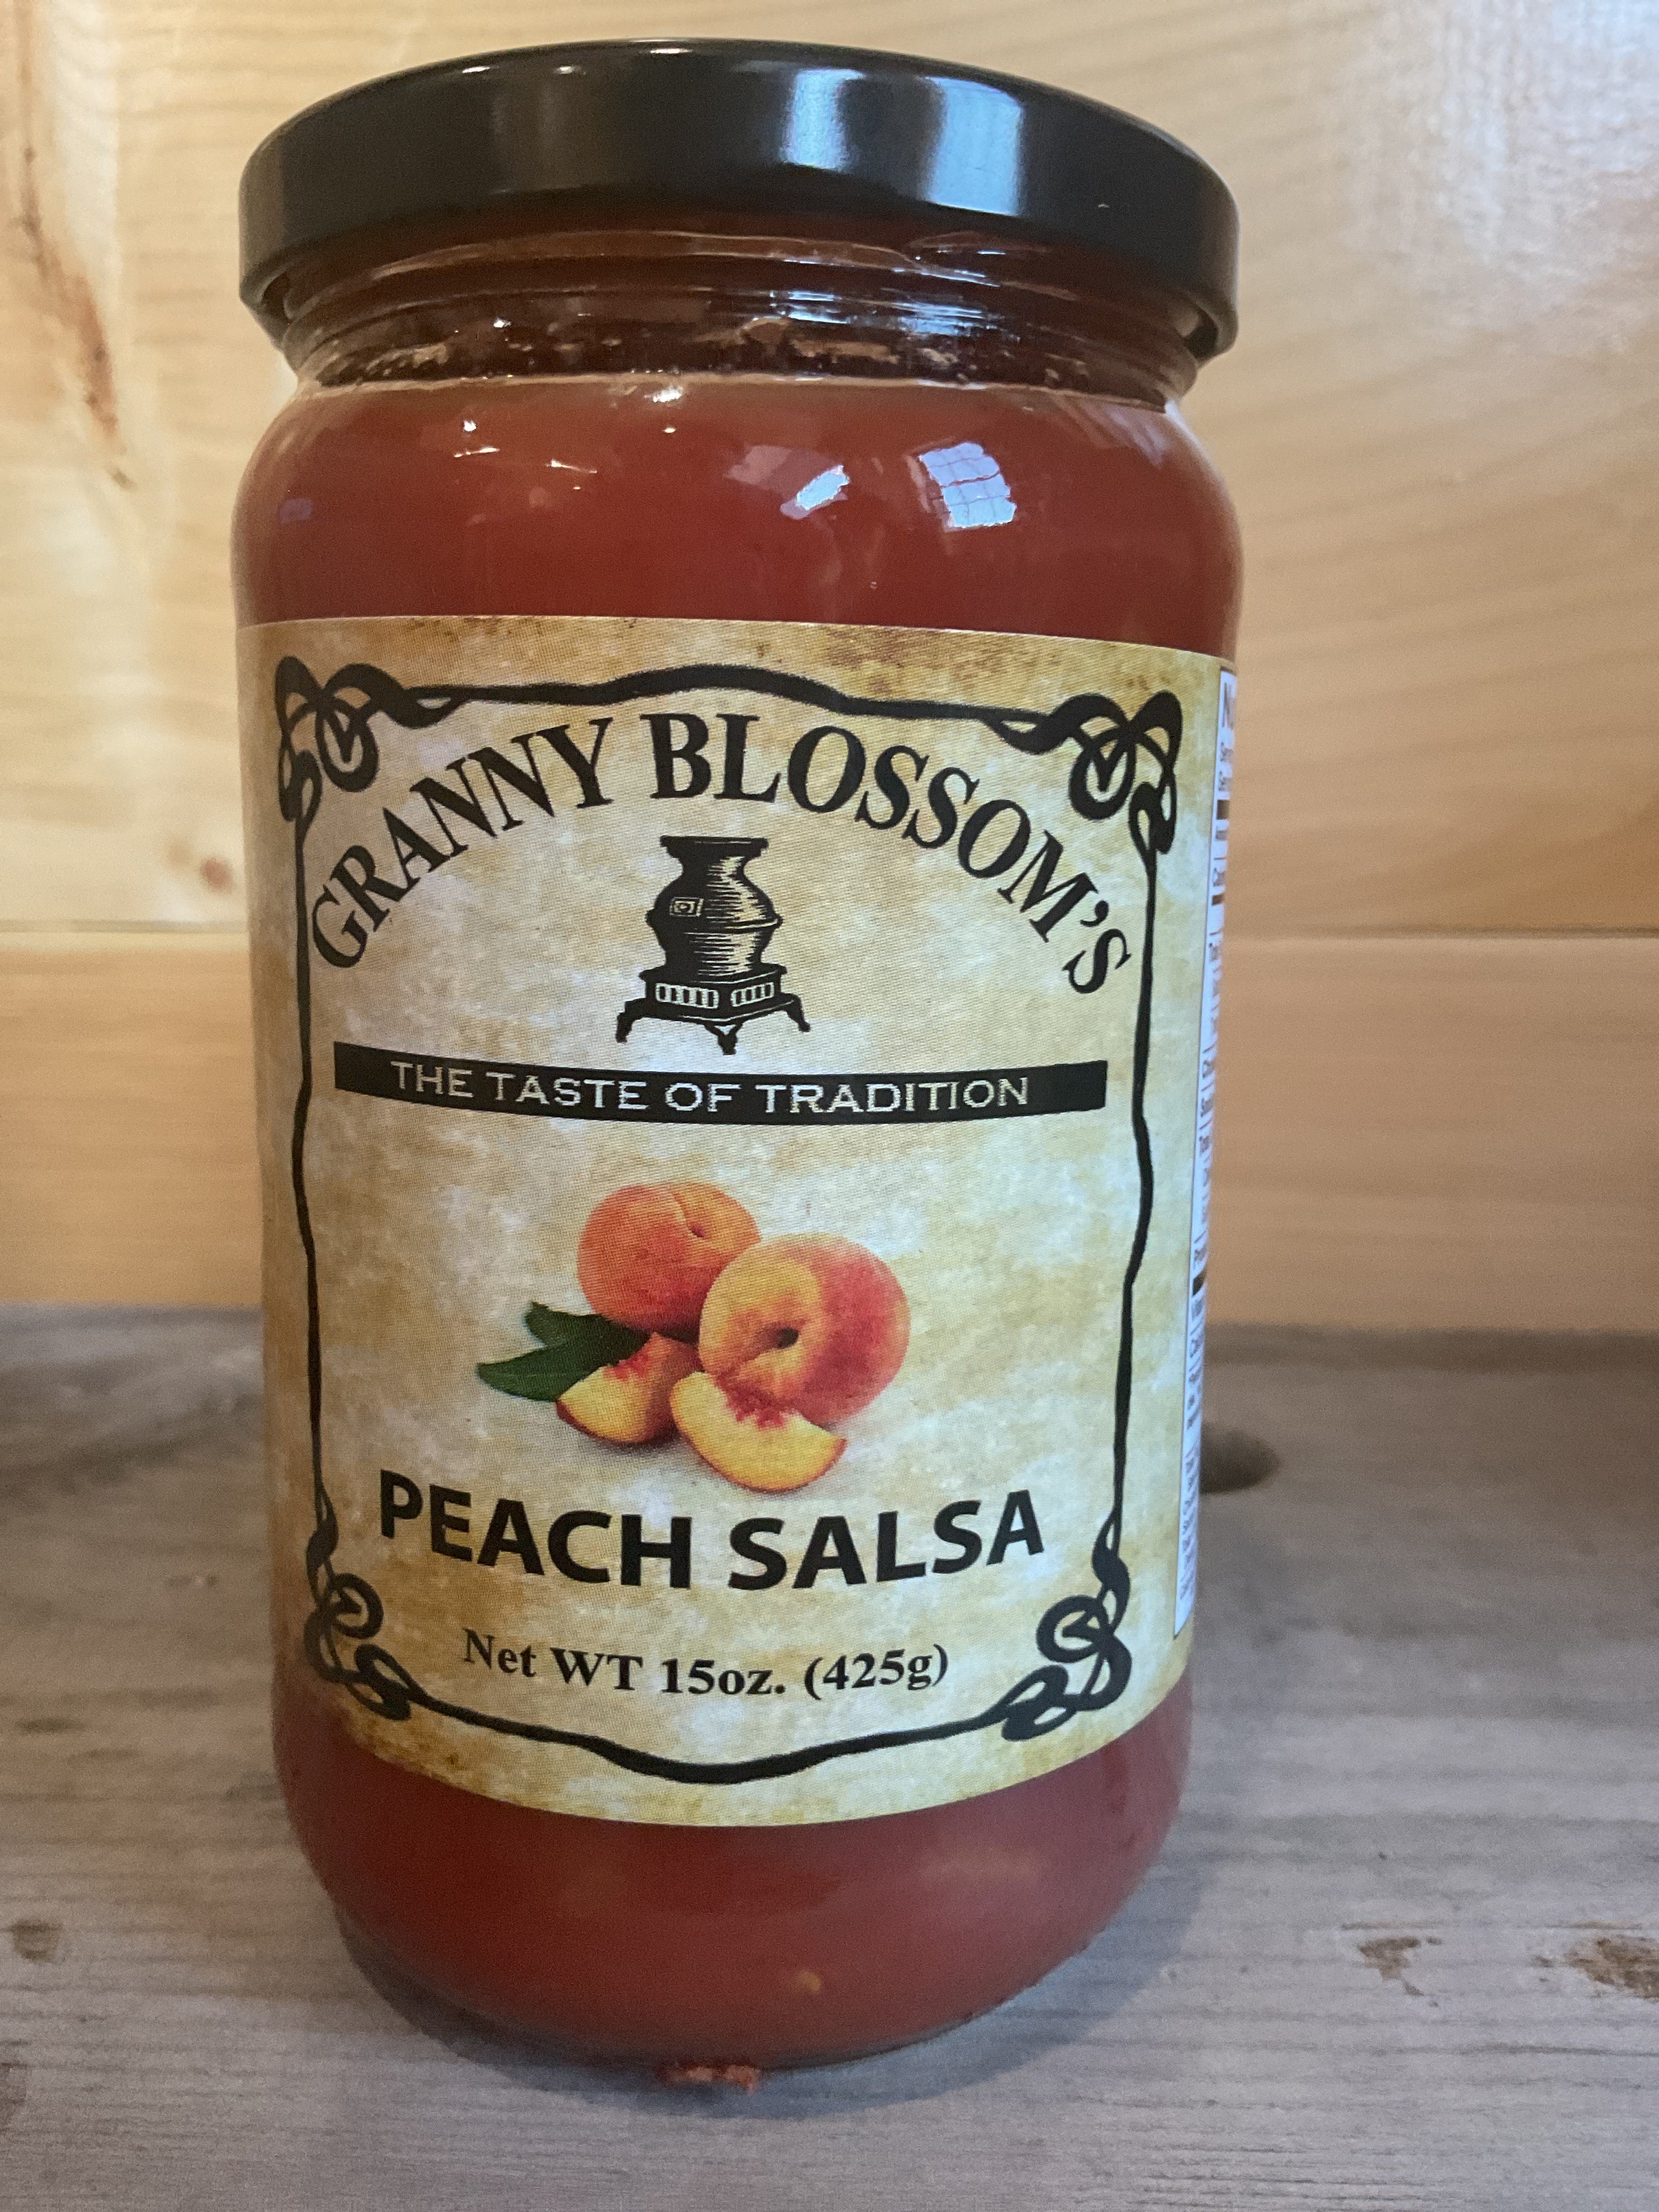 GRANNY BLOSSOM'S
THE TASTE OF TRADITION
PEACH SALSA
Net WT 15oz. (425g)